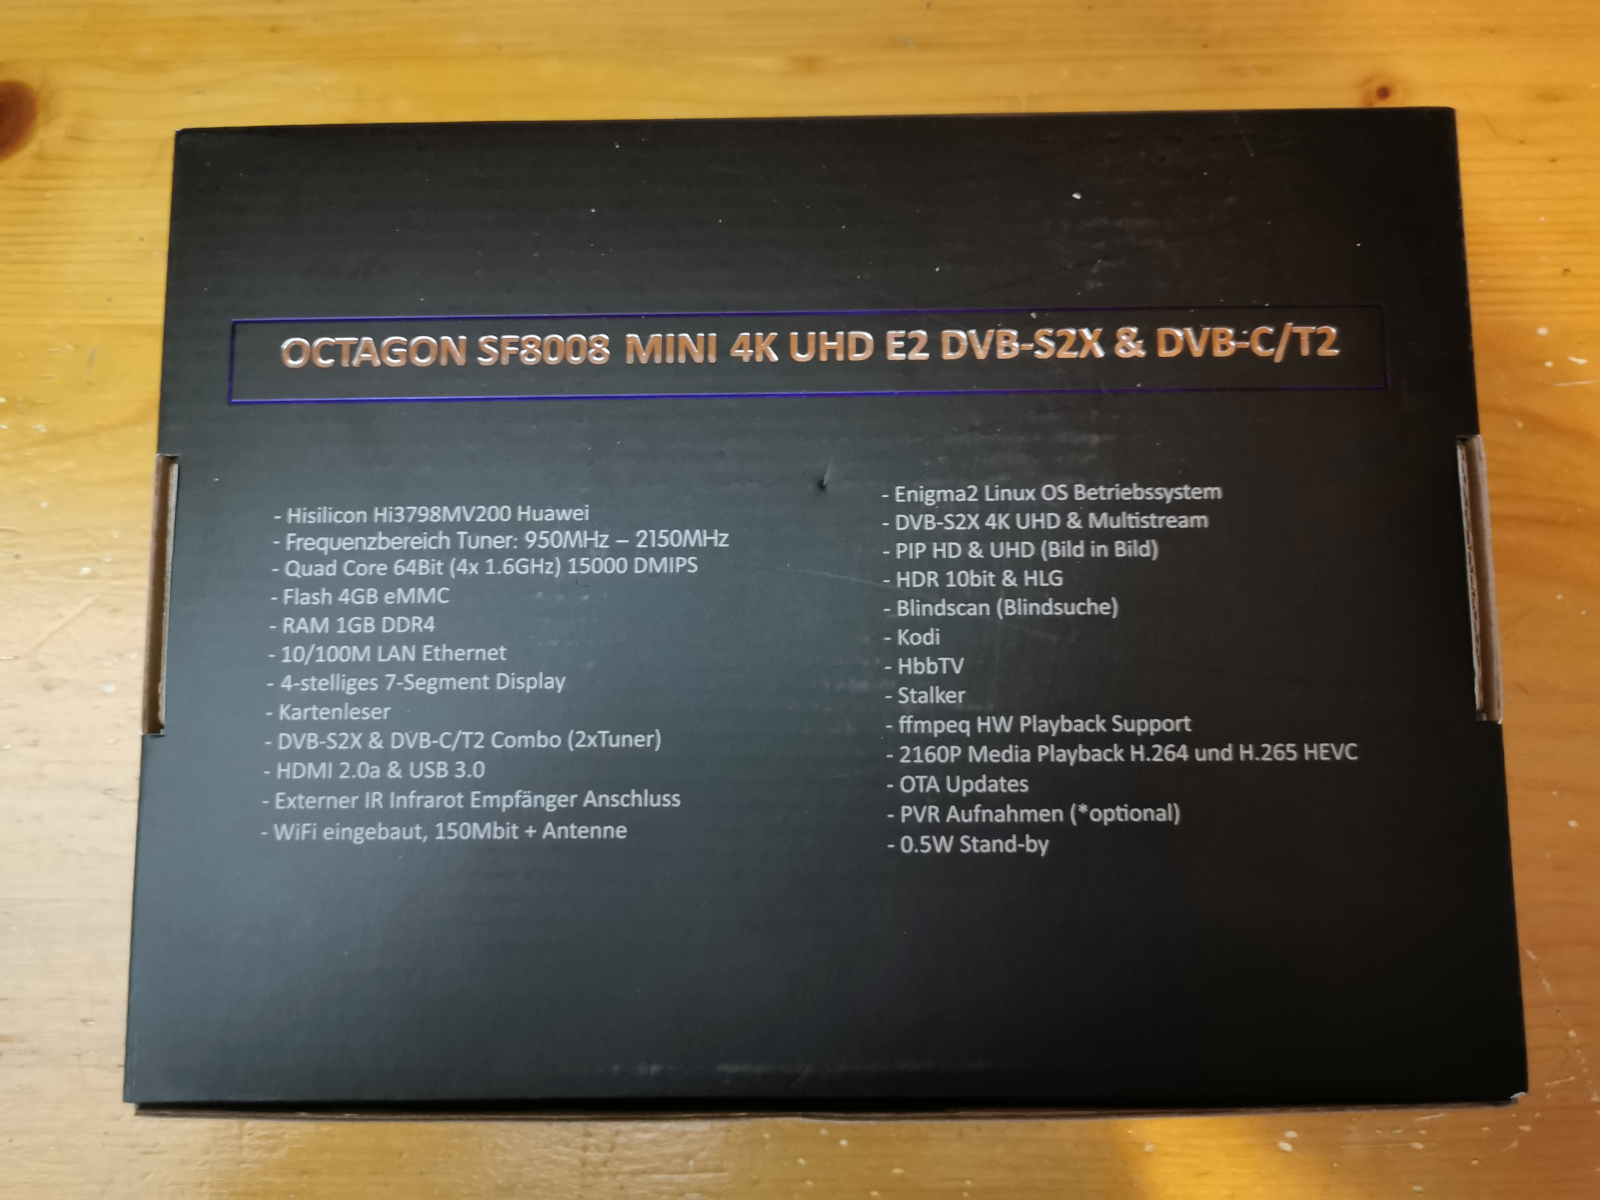 OCTAGON SF8008 MINI 4K UHD E2 DVB-S2X & DVB-C/T2
- Hisilicon Hi3798MV200 Huawei
- Frequenzbereich Tuner: 950MHz – 2150MHz
- Quad Core 64Bit (4x 1.6GHz) 15000 DMIPS
- Flash 4GB eMMC
- RAM 1GB DDR4
- 10/100M LAN Ethernet
- 4-stelliges 7-Segment Display
- Kartenleser
- DVB-S2X & DVB-C/T2 Combo (2xTuner)
- HDMI 2.0a & USB 3.0
- Externer IR Infrarot Empfänger Anschluss
- WiFi eingebaut, 150Mbit + Antenne
- Enigma2 Linux OS Betriebssystem
- DVB-S2X 4K UHD & Multistream
- PIP HD & UHD (Bild in Bild)
- HDR 10bit & HLG
- Blindscan (Blindsuche)
- Kodi
- HbbTV
- Stalker
- ffmpeq HW Playback Support
- 2160P Media Playback H.264 und H.265 HEVC
- OTA Updates
- PVR Aufnahmen (*optional)
- 0.5W Stand-by